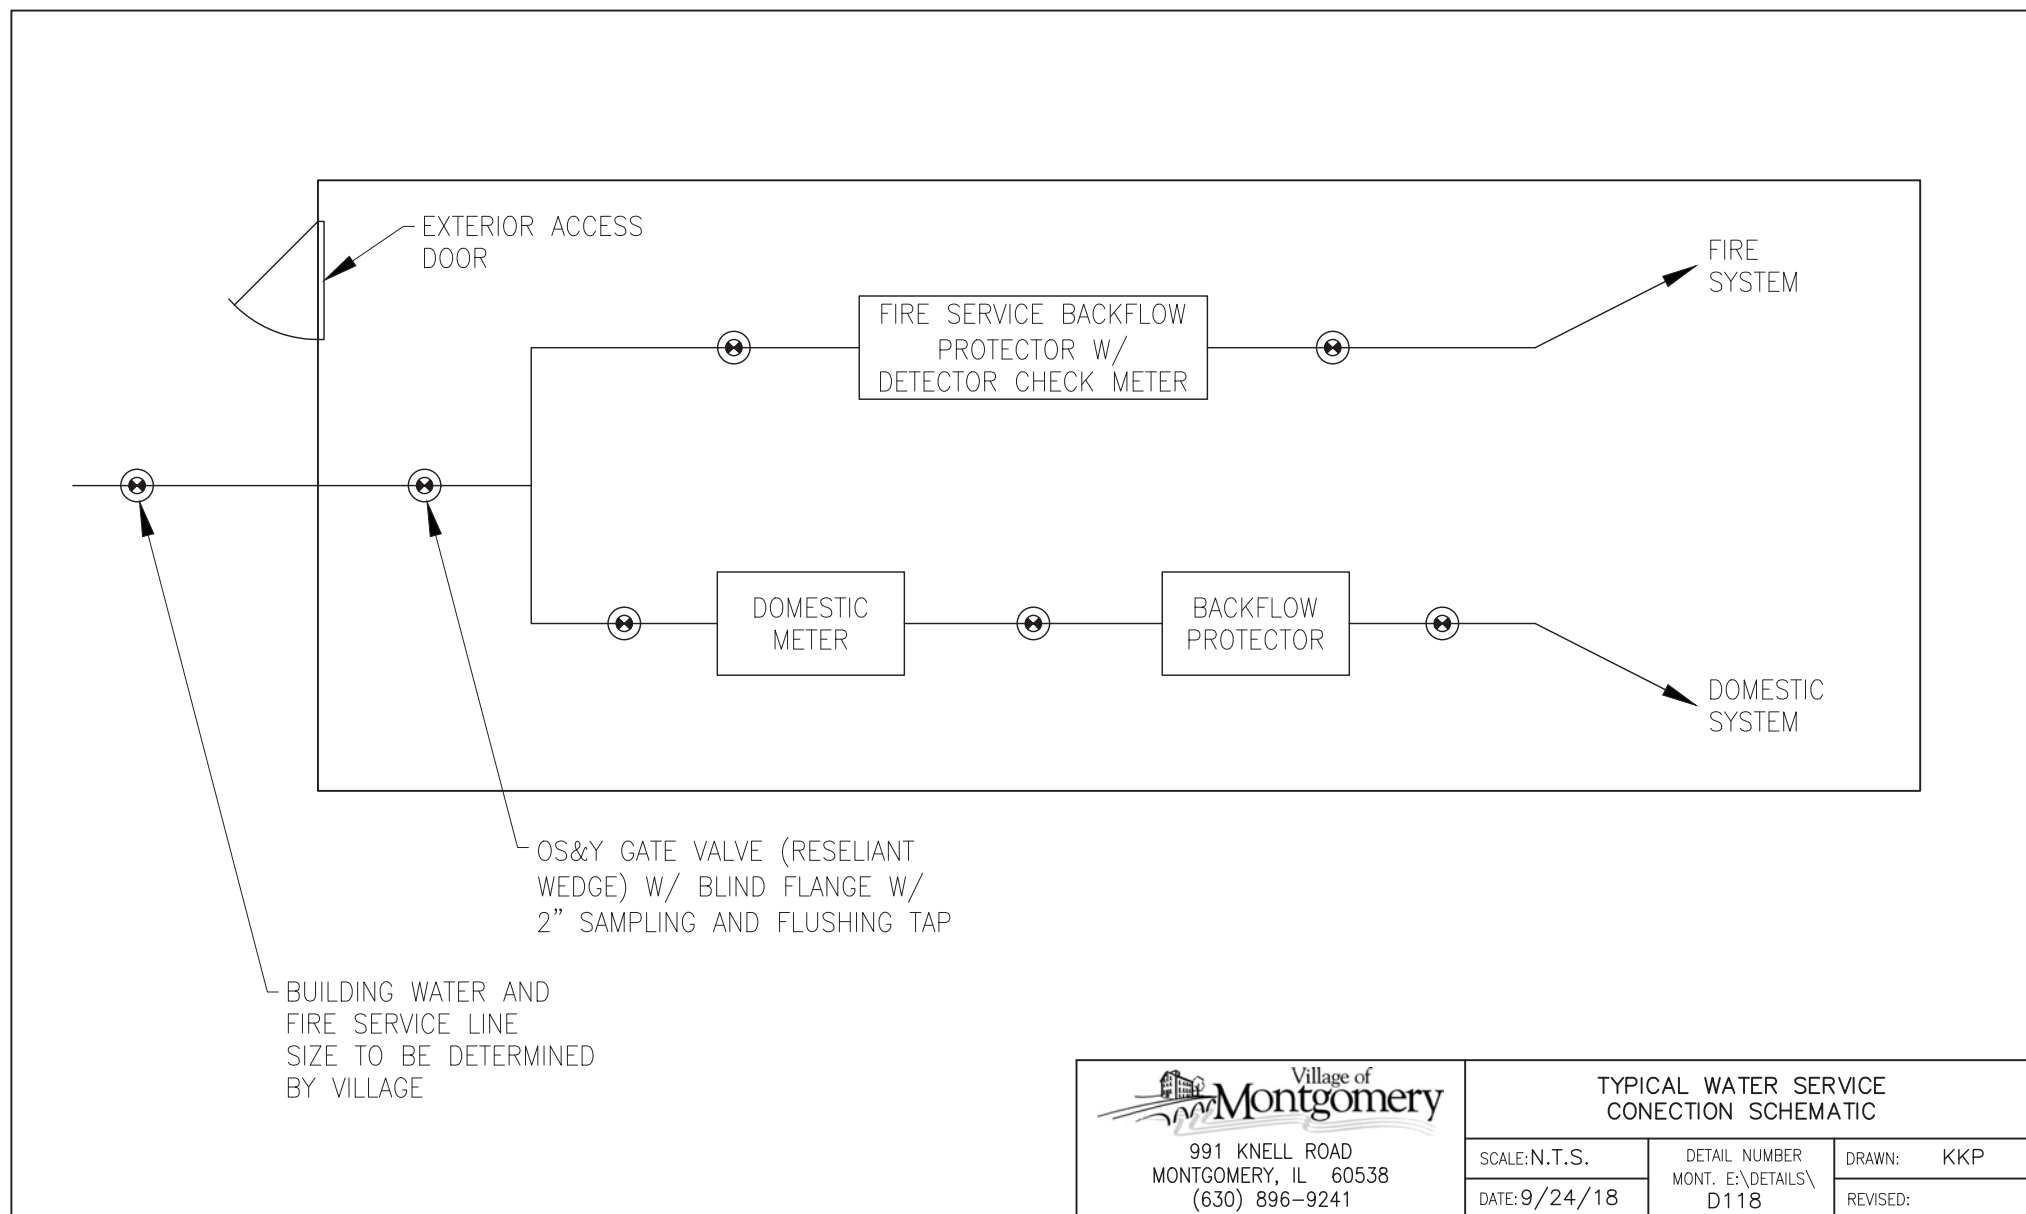 EXTERIOR ACCESS
DOOR
FIRE
SYSTEM
FIRE SERVICE BACKFLOW
PROTECTOR W/
DETECTOR CHECK METER
DOMESTIC
METER
BACKFLOW
PROTECTOR
DOMESTIC
SYSTEM
OS&Y GATE VALVE (RESELIANT
WEDGE) W/ BLIND FLANGE W/
2” SAMPLING AND FLUSHING TAP
BUILDING WATER AND
FIRE SERVICE LINE
SIZE TO BE DETERMINED
BY VILLAGE
Village of
Montgomery
991 KNELL ROAD
MONTGOMERY, IL 60538
(630) 896-9241
TYPICAL WATER SERVICE
CONECTION SCHEMATIC
SCALE: N.T.S.
DATE: 9/24/18
DETAIL NUMBER
MONT. E:\DETAILS\
D118
DRAWN: KKP
REVISED: